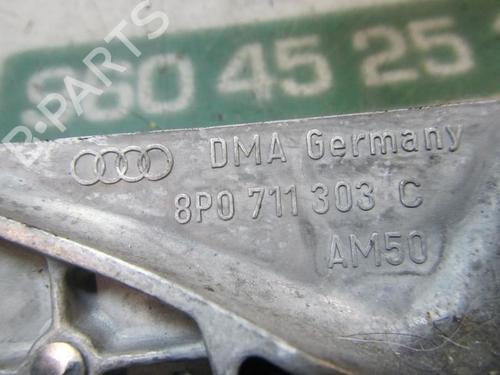 960 45 25
B-PARTS
DMA Germany
8P0 711 303 C
AM50